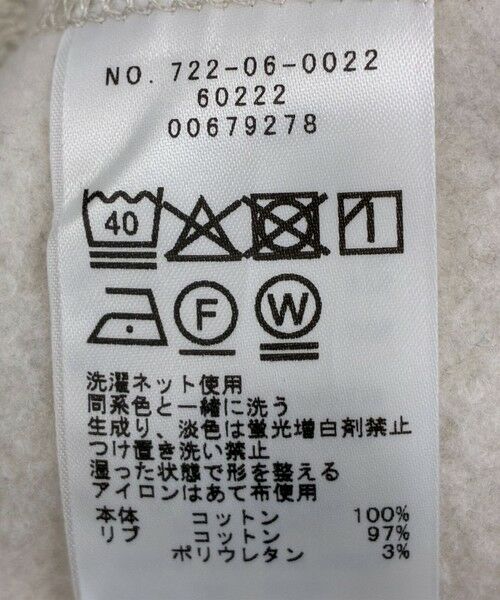 NO. 722-06-0022
60222
00679278
40
F W
洗濯ネット使用
同系色と一緒に洗う
生成り、淡色は蛍光増白剤禁止
つけ置き洗い禁止
湿った状態で形を整える
アイロンはあて布使用
本体 コットン 100%
リブ コットン 97%
ポリウレタン 3%